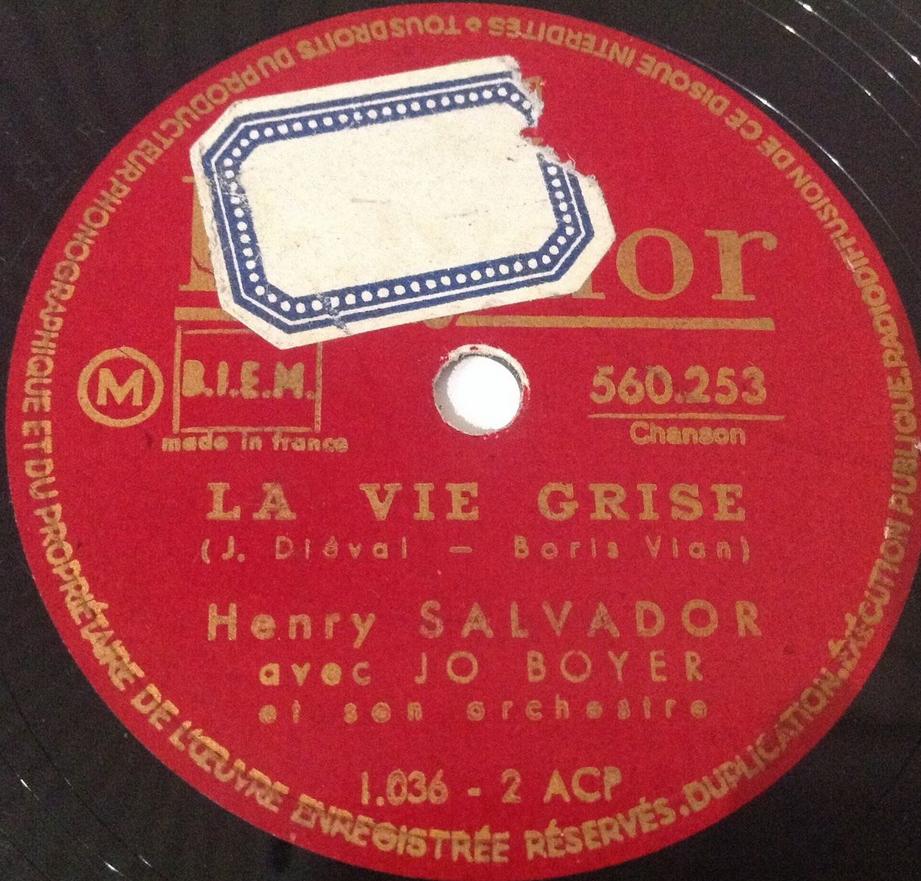 TOUS DROITS DU PRODUCTEUR PHONOGRAPHIQUE ET DU PROPRIÉTAIRE DE L'ŒUVRE ENREGISTRÉE RÉSERVÉS. DUPLICATION. EXÉCUTION PUBLIQUE. RADIODIFFUSION DE CE DISQUE INTERDITES
M
B.I.E.M.
made in france
560.253
Chanson
LA VIE GRISE
(J. Diéval — Boris Vian)
Henry SALVADOR
avec JO BOYER
et son orchestre
1.036 - 2 ACP